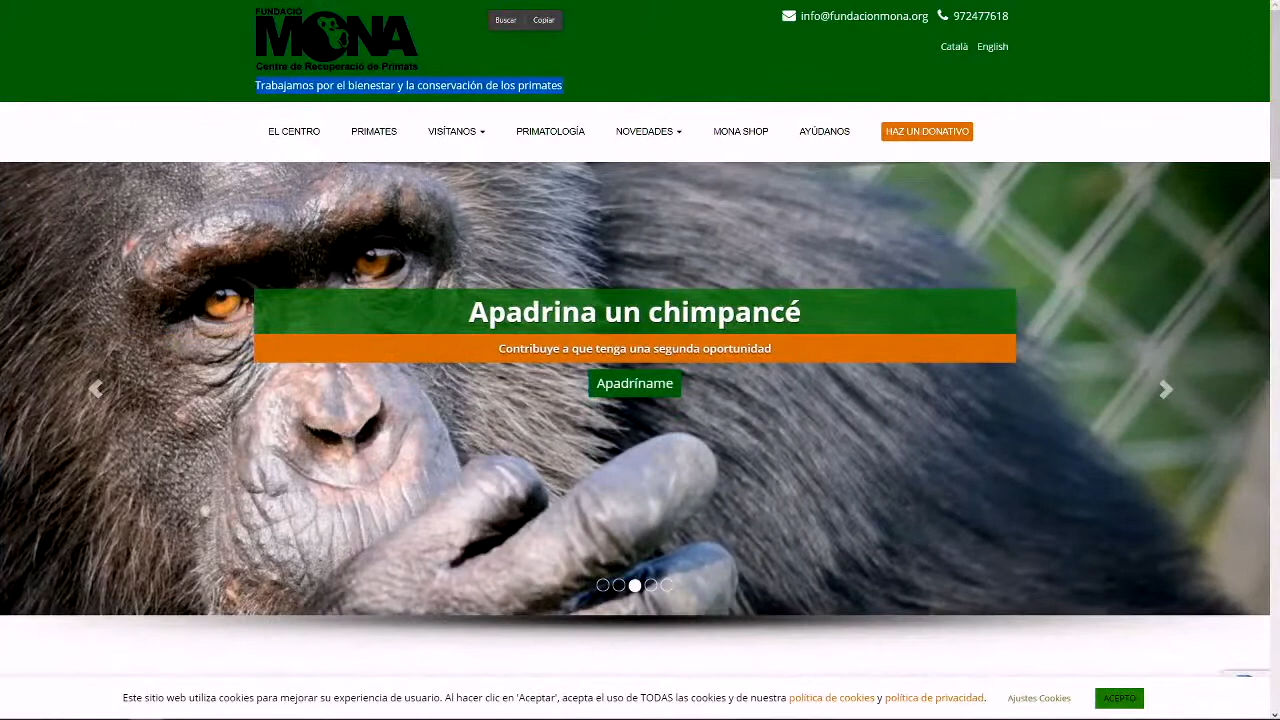 FUNDACIÓ
MONA
Centre de Recuperació de Primats
Trabajamos por el bienestar y la conservación de los primates
Buscar Copiar
info@fundacionmona.org 972477618
Català English
EL CENTRO PRIMATES VISÍTANOS PRIMATOLOGÍA NOVEDADES MONA SHOP AYÚDANOS HAZ UN DONATIVO
Apadrina un chimpancé
Contribuye a que tenga una segunda oportunidad
Apadríname
Este sitio web utiliza cookies para mejorar su experiencia de usuario. Al hacer clic en 'Aceptar', acepta el uso de TODAS las cookies y de nuestra política de cookies y política de privacidad. Ajustes Cookies ACEPTO